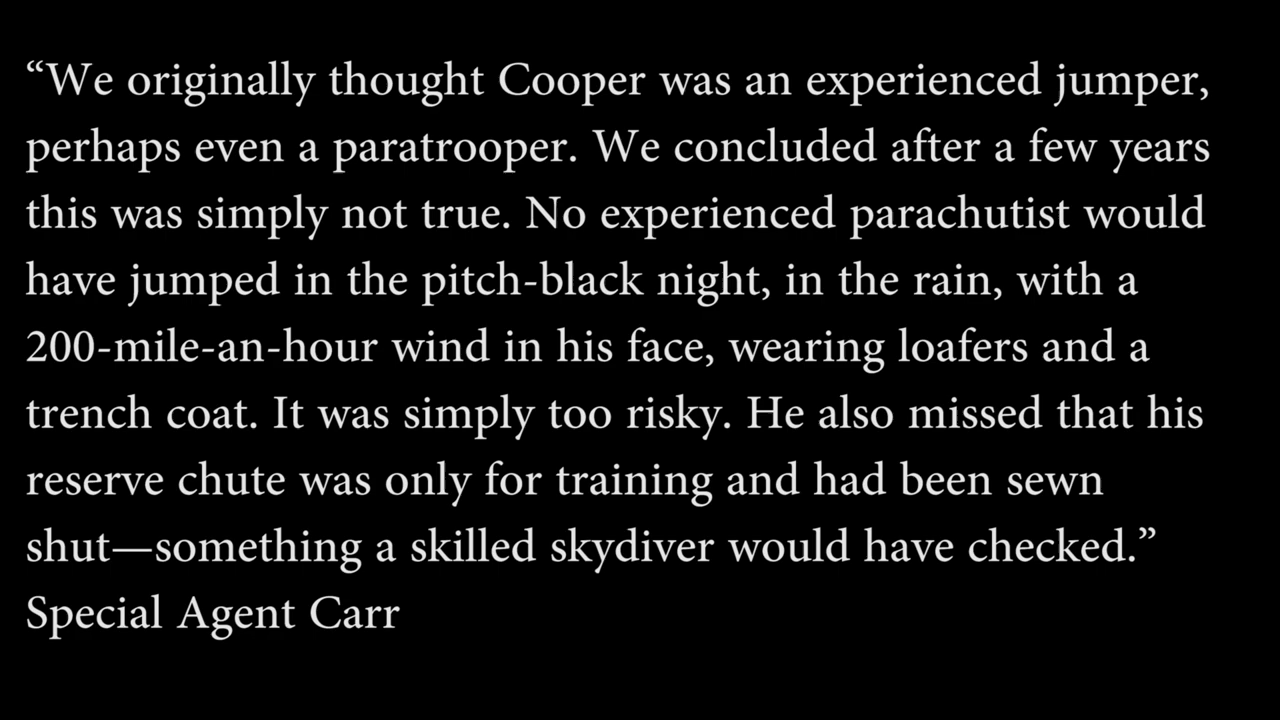 “We originally thought Cooper was an experienced jumper,
perhaps even a paratrooper. We concluded after a few years
this was simply not true. No experienced parachutist would
have jumped in the pitch-black night, in the rain, with a
200-mile-an-hour wind in his face, wearing loafers and a
trench coat. It was simply too risky. He also missed that his
reserve chute was only for training and had been sewn
shut—something a skilled skydiver would have checked.”
Special Agent Carr